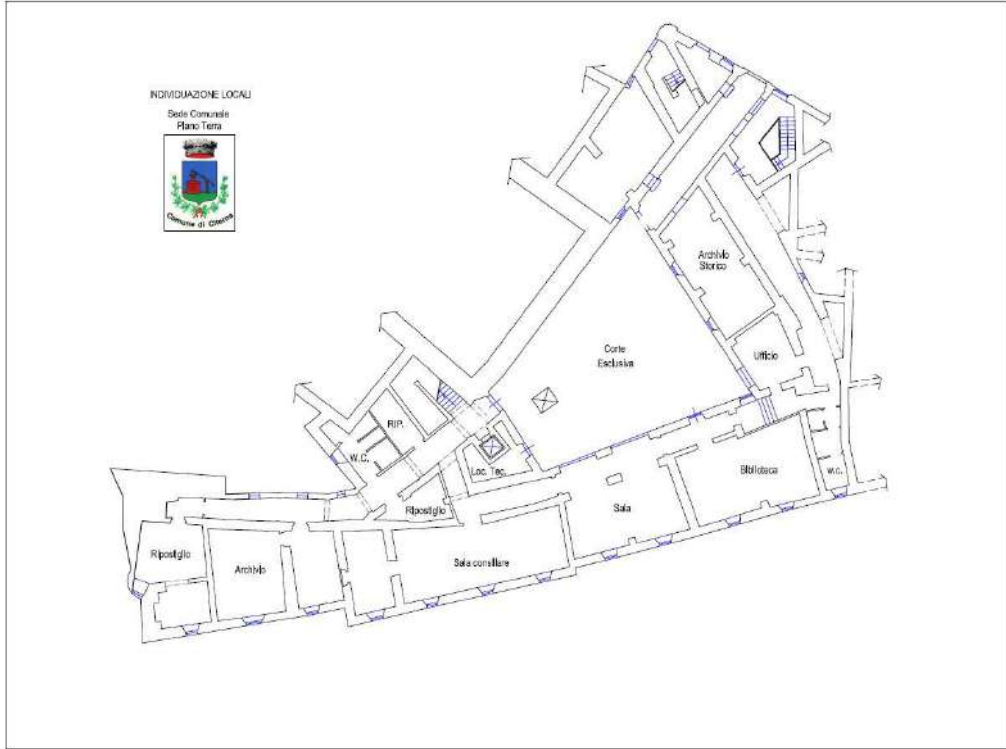 INDIVIDUAZIONE LOCALI
Sede Comunale
Piano Terra
Comune di Citerna
Archivio
Storico
Corte
Esclusiva
Ufficio
RIP.
W.C.
Loc. Tec.
Biblioteca
W.C.
Ripostiglio
Sala
Ripostiglio
Archivio
Sala consiliare